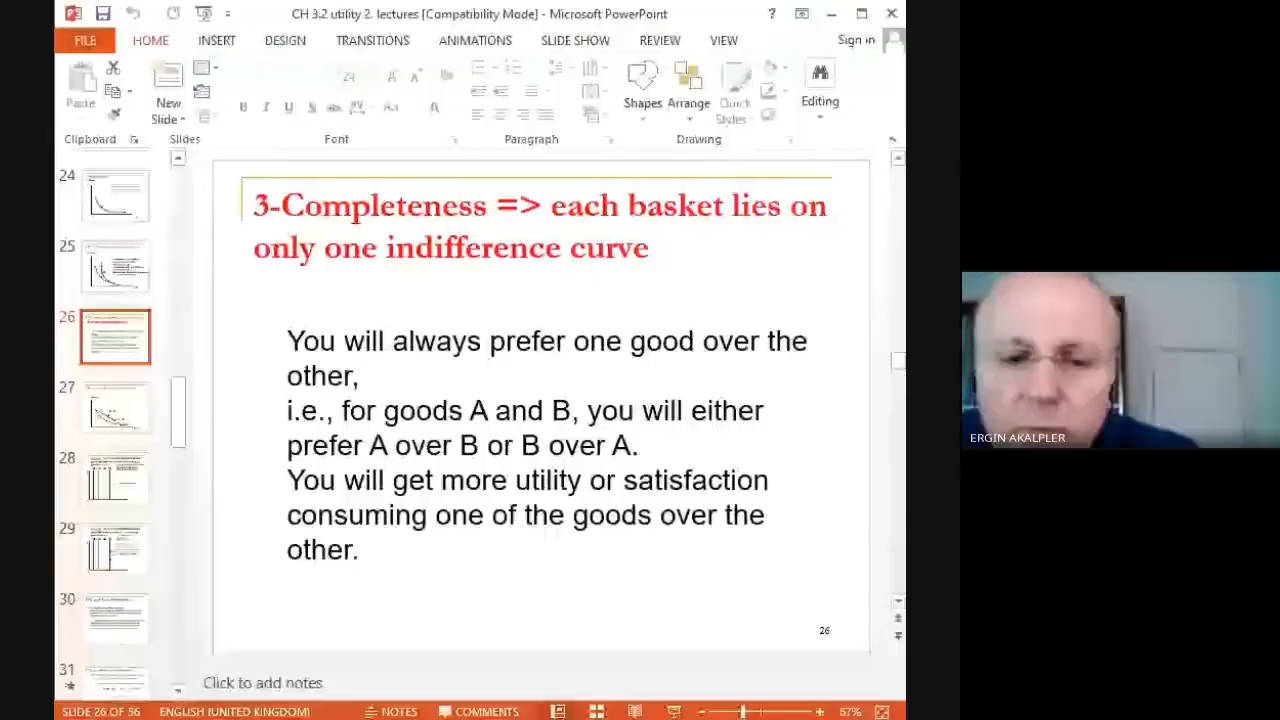 CH 3.2 utility 2. lectures [Compatibility Mode] - Microsoft PowerPoint
FILE HOME INSERT DESIGN TRANSITIONS ANIMATIONS SLIDE SHOW REVIEW VIEW Sign in
24
Paste New Slide Shapes Arrange Quick Styles Editing
Clipboard Slides Font Paragraph Drawing
24
25
26
27
28
29
30
31
3-Completeness => each basket lies on
only one indifference curve
You will always prefer one good over the
other,
i.e., for goods A and B, you will either
prefer A over B or B over A.
You will get more utility or satisfaction
consuming one of the goods over the
other.
26
Click to add notes
SLIDE 26 OF 56 ENGLISH (UNITED KINGDOM) NOTES COMMENTS 67%
ERGIN AKALPLER